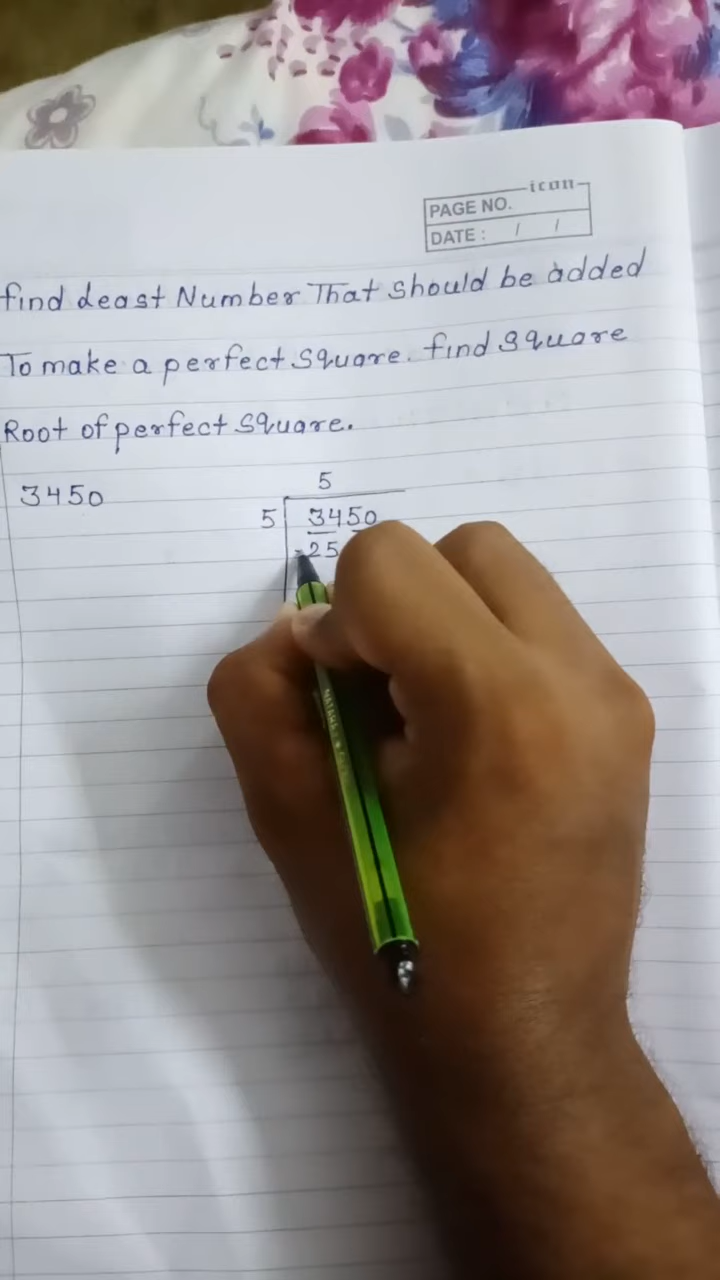 icon
PAGE NO.
DATE : / /
find least Number That should be added
To make a perfect square. find square
Root of perfect square.
3450
5
5 3450
-25